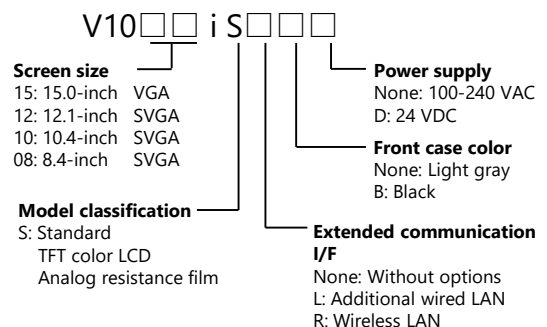 V10□□ i S□□□
Screen size
15: 15.0-inch VGA
12: 12.1-inch SVGA
10: 10.4-inch SVGA
08: 8.4-inch SVGA
Model classification
S: Standard
TFT color LCD
Analog resistance film
Power supply
None: 100-240 VAC
D: 24 VDC
Front case color
None: Light gray
B: Black
Extended communication
I/F
None: Without options
L: Additional wired LAN
R: Wireless LAN